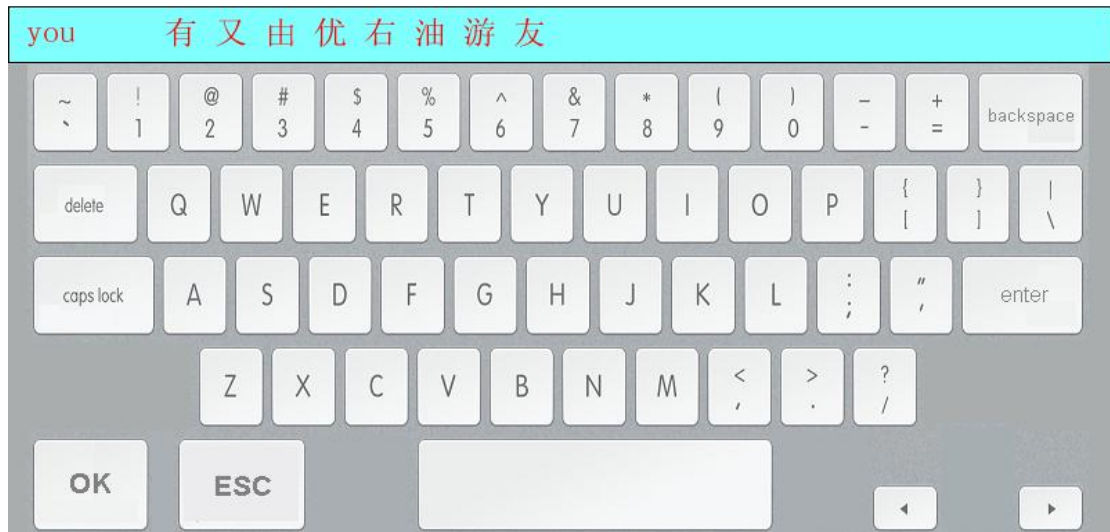 you 有 又 由 优 右 油 游 友
~ ! @ # $ % ^ & * ( ) _ +
` 1 2 3 4 5 6 7 8 9 0 - = backspace
delete Q W E R T Y U I O P { } |
[ ] \
caps lock A S D F G H J K L : " enter
; '
Z X C V B N M < > ?
, . /
OK ESC